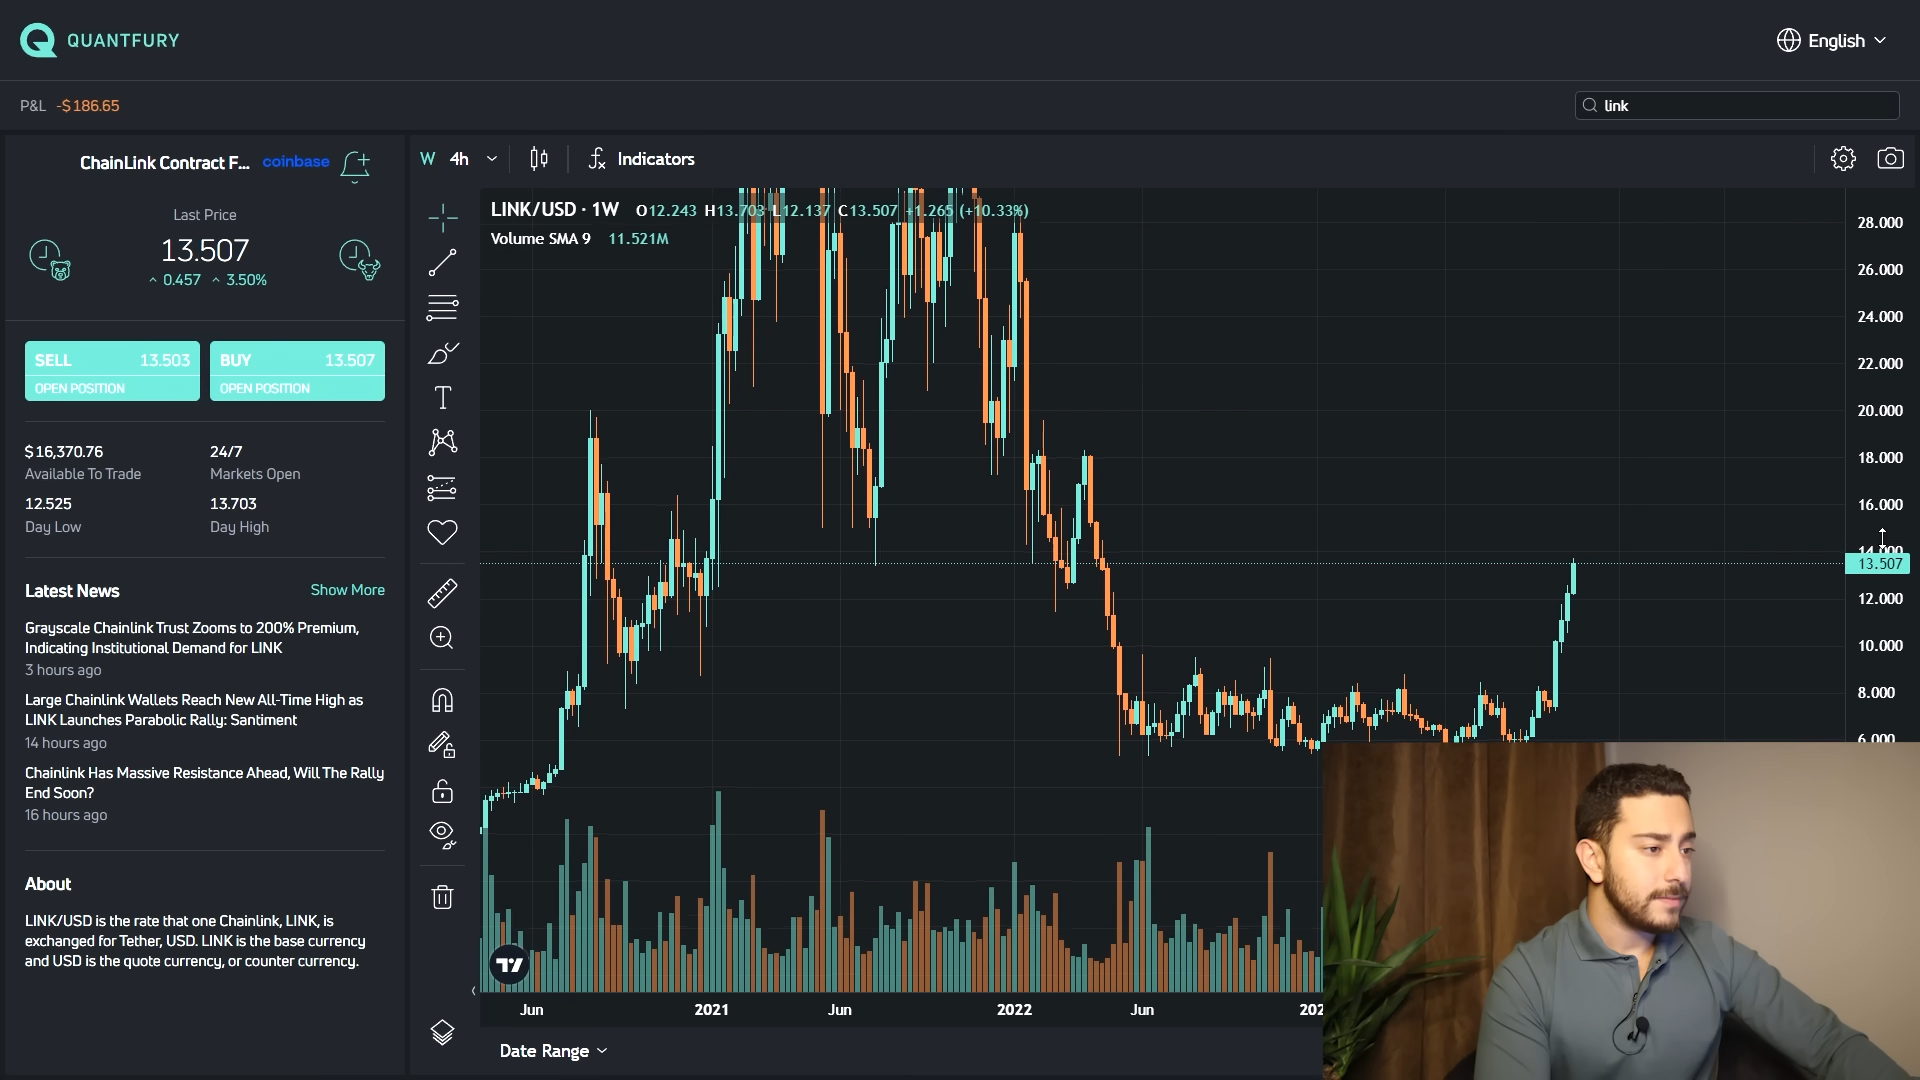 QUANTFURY
English
P&L -$186.65
link
ChainLink Contract F... coinbase
Last Price
13.507
0.457 3.50%
SELL 13.503
OPEN POSITION
BUY 13.507
OPEN POSITION
$16,370.76
Available To Trade
24/7
Markets Open
12.525
Day Low
13.703
Day High
Latest News
Show More
Grayscale Chainlink Trust Zooms to 200% Premium,
Indicating Institutional Demand for LINK
3 hours ago
Large Chainlink Wallets Reach New All-Time High as
LINK Launches Parabolic Rally: Santiment
14 hours ago
Chainlink Has Massive Resistance Ahead, Will The Rally
End Soon?
16 hours ago
About
LINK/USD is the rate that one Chainlink, LINK, is
exchanged for Tether, USD. LINK is the base currency
and USD is the quote currency, or counter currency.
W 4h Indicators
LINK/USD · 1W O12.243 H13.703 L12.137 C13.507 +1.265 (+10.33%)
Volume SMA 9 11.521M
28.000
26.000
24.000
22.000
20.000
18.000
16.000
14.000
13.507
12.000
10.000
8.000
6.000
Jun 2021 Jun 2022 Jun
Date Range